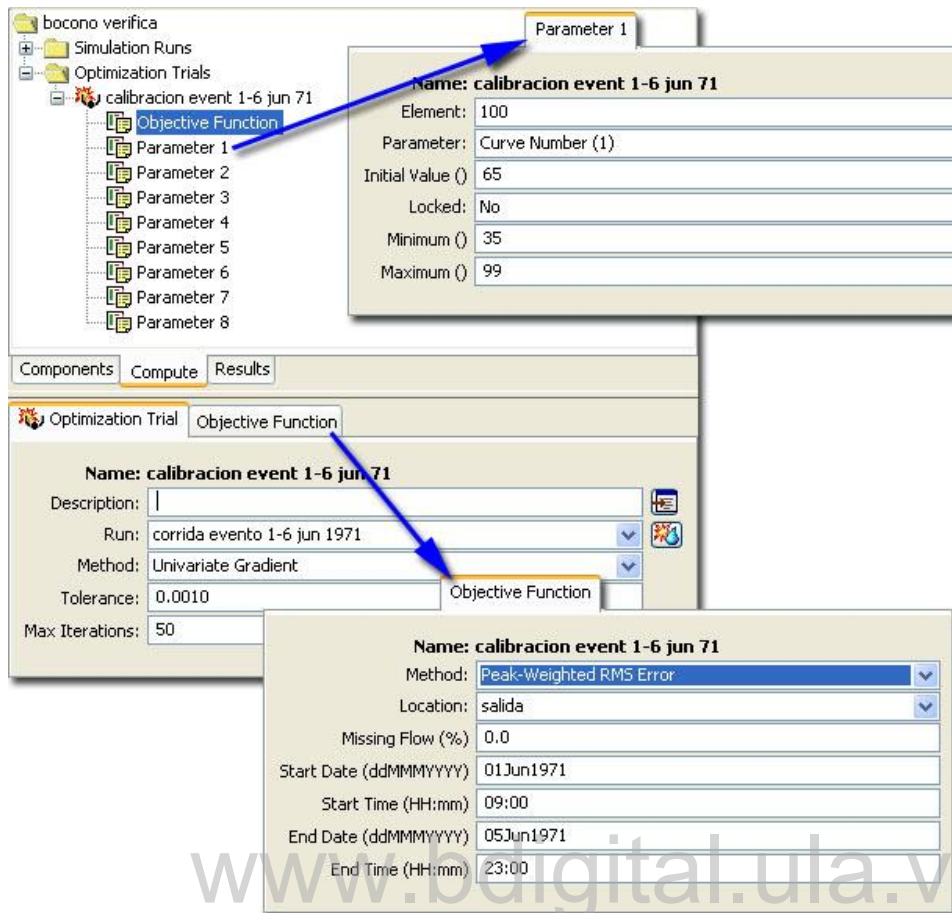 bocono verifica
Simulation Runs
Optimization Trials
calibracion event 1-6 jun 71
Objective Function
Parameter 1
Parameter 2
Parameter 3
Parameter 4
Parameter 5
Parameter 6
Parameter 7
Parameter 8
Components Compute Results
Parameter 1
Name: calibracion event 1-6 jun 71
Element: 100
Parameter: Curve Number (1)
Initial Value () 65
Locked: No
Minimum () 35
Maximum () 99
Optimization Trial Objective Function
Name: calibracion event 1-6 jun 71
Description:
Run: corrida evento 1-6 jun 1971
Method: Univariate Gradient
Tolerance: 0.0010
Max Iterations: 50
Objective Function
Name: calibracion event 1-6 jun 71
Method: Peak-Weighted RMS Error
Location: salida
Missing Flow (%) 0.0
Start Date (ddMMMYYYY) 01Jun1971
Start Time (HH:mm) 09:00
End Date (ddMMMYYYY) 05Jun1971
End Time (HH:mm) 23:00
www.bdigital.ula.v